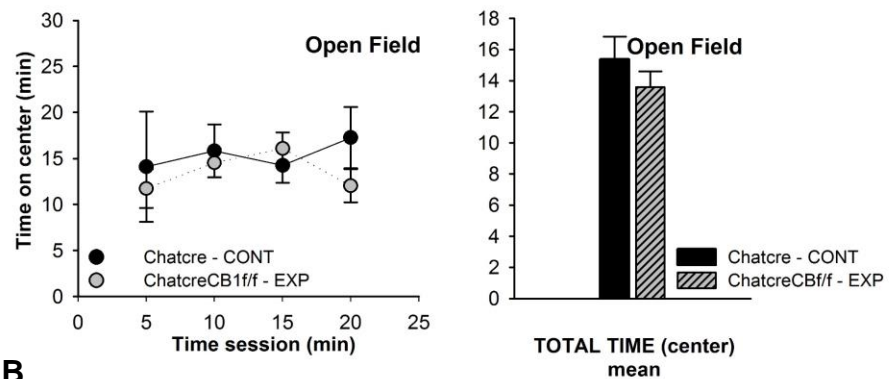 30
25
20
15
10
5
0
Time on center (min)
Open Field
Chatcre - CONT
ChatcreCB1f/f - EXP
0 5 10 15 20 25
Time session (min)
18
16
14
12
10
8
6
4
2
0
Open Field
Chatcre - CONT
ChatcreCBf/f - EXP
TOTAL TIME (center)
mean
B